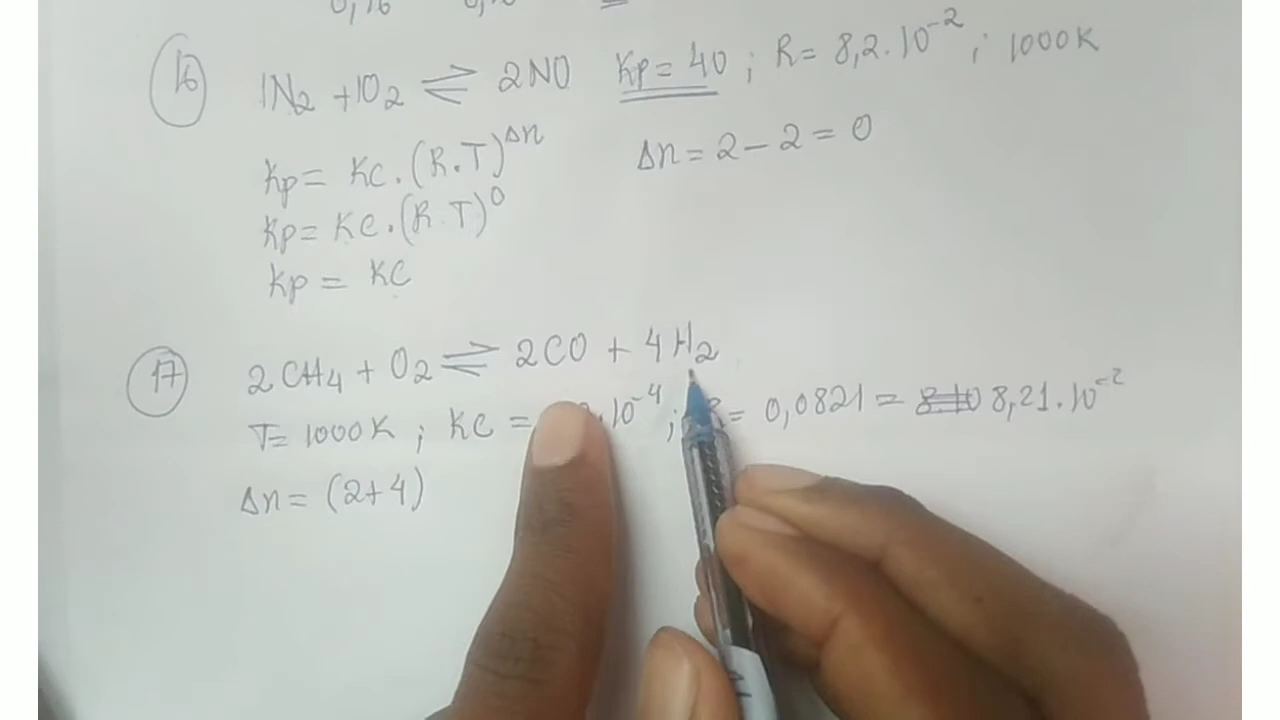 16
1N₂ + 1O₂ ⇌ 2NO Kp = 40 ; R = 8,2.10⁻² ; 1000K
Kp = KC.(R.T)^Δn Δn = 2 - 2 = 0
Kp = KC.(R.T)⁰
Kp = KC
17
2CH₄ + O₂ ⇌ 2CO + 4H₂
T= 1000K ; KC = .10⁻⁴ ; = 0,0821 = 8,21.10⁻²
Δn = (2+4)